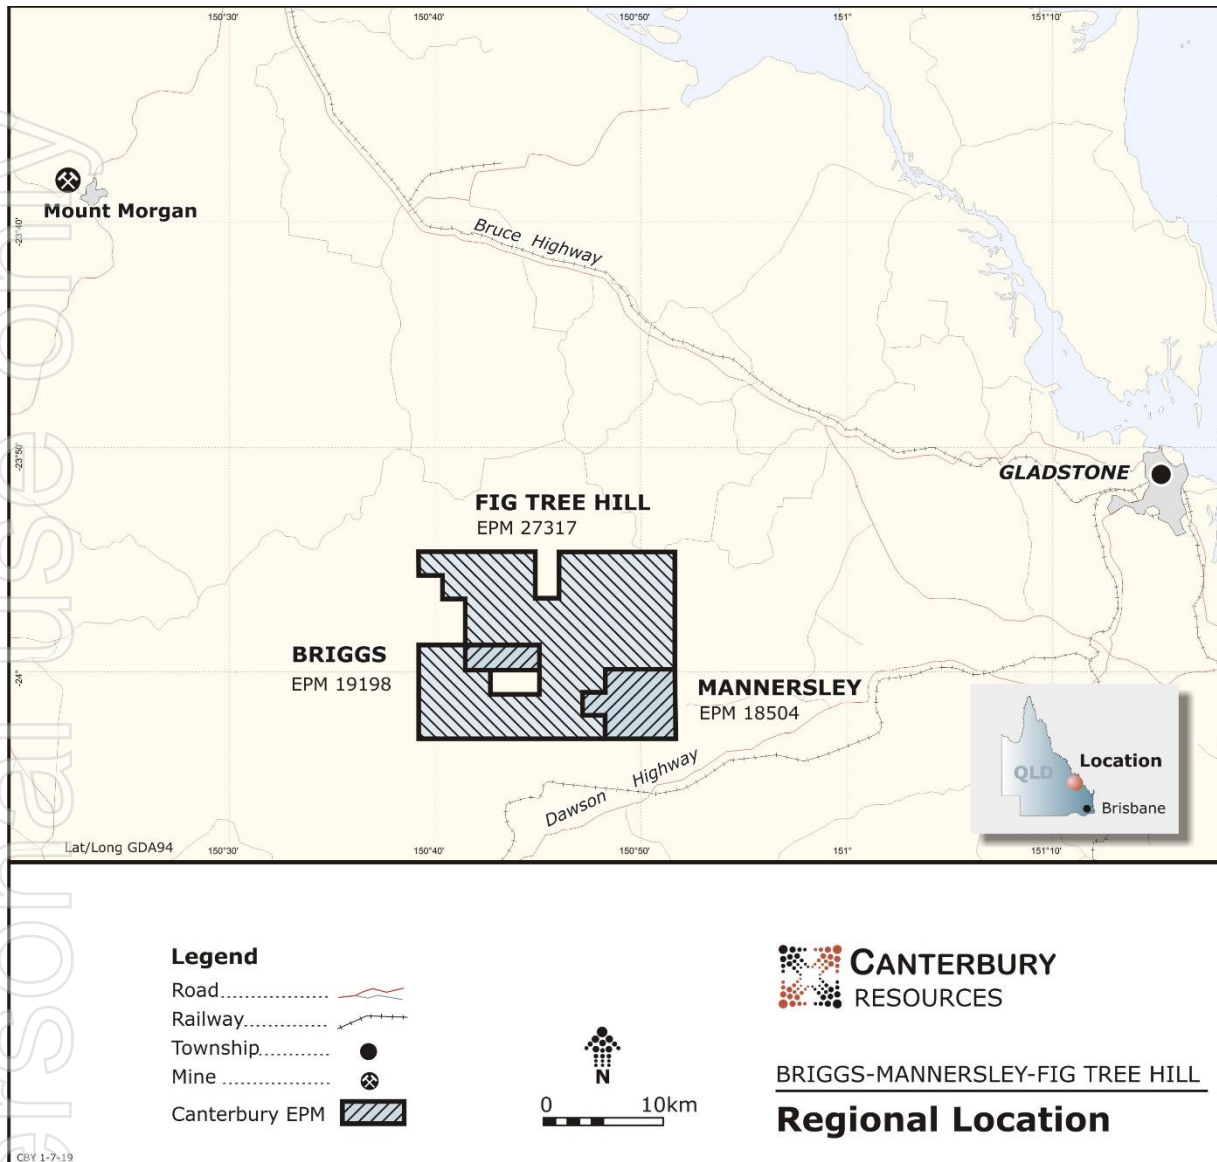 150°30'
150°40'
150°50'
151°
151°10'
Mount Morgan
-23°40'
Bruce Highway
-23°50'
GLADSTONE
FIG TREE HILL
EPM 27317
BRIGGS
EPM 19198
-24°
MANNERSLEY
EPM 18504
Dawson Highway
QLD
Location
Brisbane
Lat/Long GDA94
150°30'
150°40'
150°50'
151°
151°10'
Legend
Road
Railway
Township
Mine
Canterbury EPM
N
0 10km
CANTERBURY
RESOURCES
BRIGGS-MANNERSLEY-FIG TREE HILL
Regional Location
CBY 1-7-19
ersonal use only